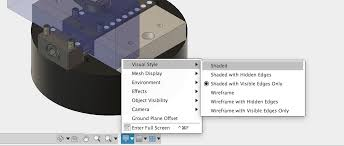 Visual Style
Mesh Display
Environment
Effects
Object Visibility
Camera
Ground Plane Offset
Enter Full Screen ^⌘F
Shaded
Shaded with Hidden Edges
Shaded with Visible Edges Only
Wireframe
Wireframe with Hidden Edges
Wireframe with Visible Edges Only